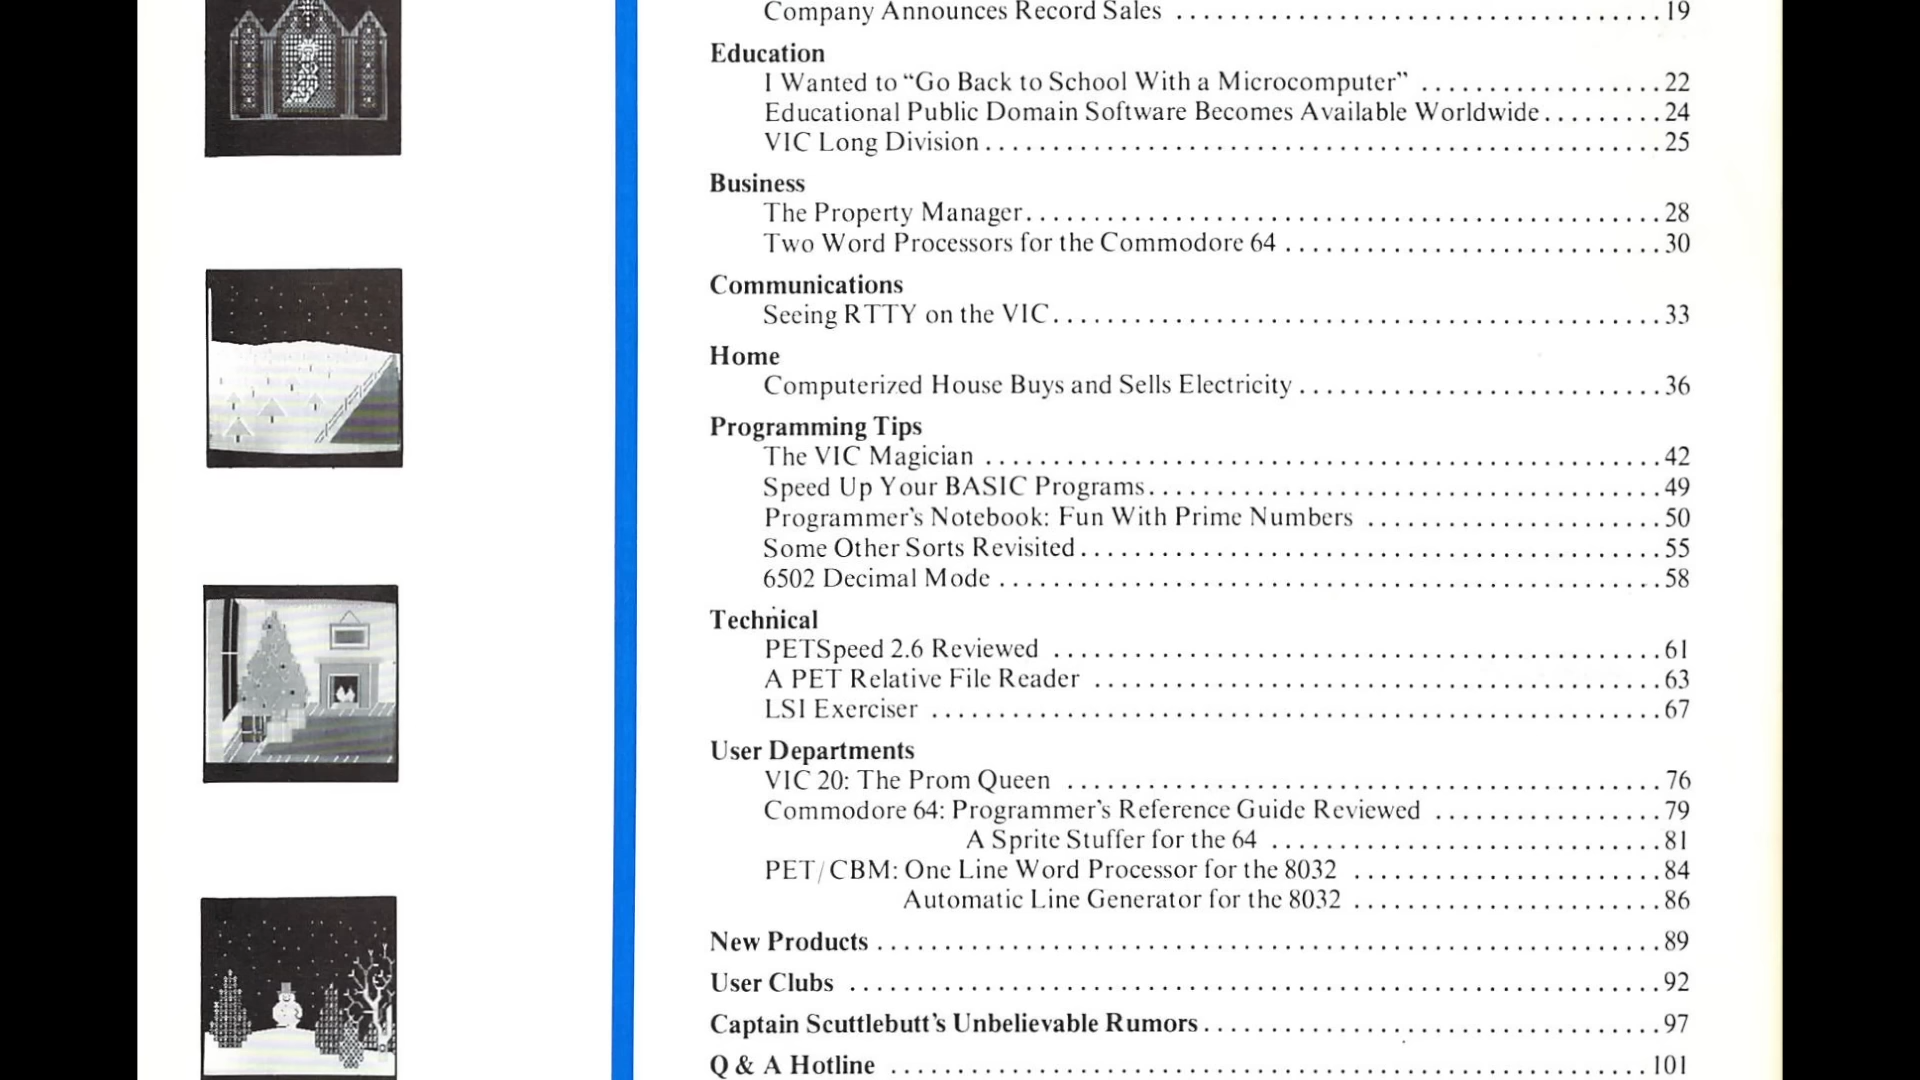 Company Announces Record Sales ........................................ 19
Education
I Wanted to “Go Back to School With a Microcomputer” .................. 22
Educational Public Domain Software Becomes Available Worldwide......... 24
VIC Long Division.................................................. 25
Business
The Property Manager............................................... 28
Two Word Processors for the Commodore 64 ............................ 30
Communications
Seeing RTTY on the VIC............................................. 33
Home
Computerized House Buys and Sells Electricity........................... 36
Programming Tips
The VIC Magician .................................................. 42
Speed Up Your BASIC Programs...................................... 49
Programmer's Notebook: Fun With Prime Numbers ...................... 50
Some Other Sorts Revisited........................................... 55
6502 Decimal Mode ................................................. 58
Technical
PETSpeed 2.6 Reviewed ............................................. 61
A PET Relative File Reader .......................................... 63
LSI Exerciser ...................................................... 67
User Departments
VIC 20: The Prom Queen ............................................ 76
Commodore 64: Programmer's Reference Guide Reviewed ................. 79
A Sprite Stuffer for the 64 ............................. 81
PET/CBM: One Line Word Processor for the 8032 ....................... 84
Automatic Line Generator for the 8032 ....................... 86
New Products .......................................................... 89
User Clubs ............................................................ 92
Captain Scuttlebutt's Unbelievable Rumors.................................. 97
Q & A Hotline ........................................................ 101